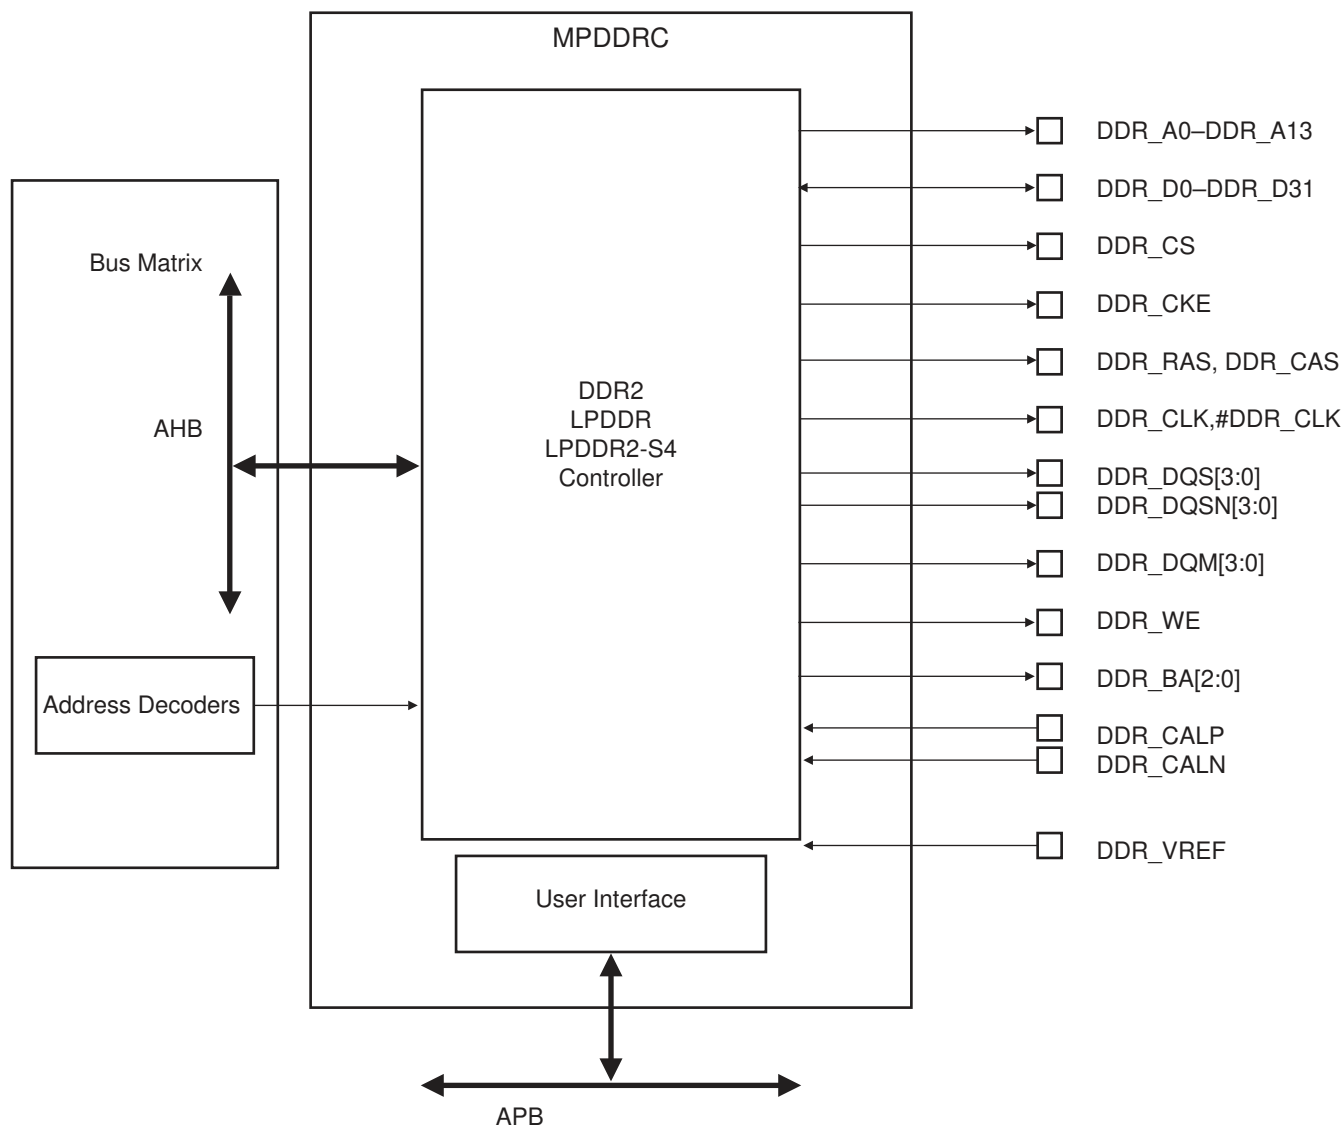 MPDDRC
DDR_A0–DDR_A13
DDR_D0–DDR_D31
DDR_CS
Bus Matrix
DDR_CKE
DDR_RAS, DDR_CAS
DDR2
LPDDR
LPDDR2-S4
Controller
AHB
DDR_CLK,#DDR_CLK
DDR_DQS[3:0]
DDR_DQSN[3:0]
DDR_DQM[3:0]
DDR_WE
DDR_BA[2:0]
Address Decoders
DDR_CALP
DDR_CALN
DDR_VREF
User Interface
APB